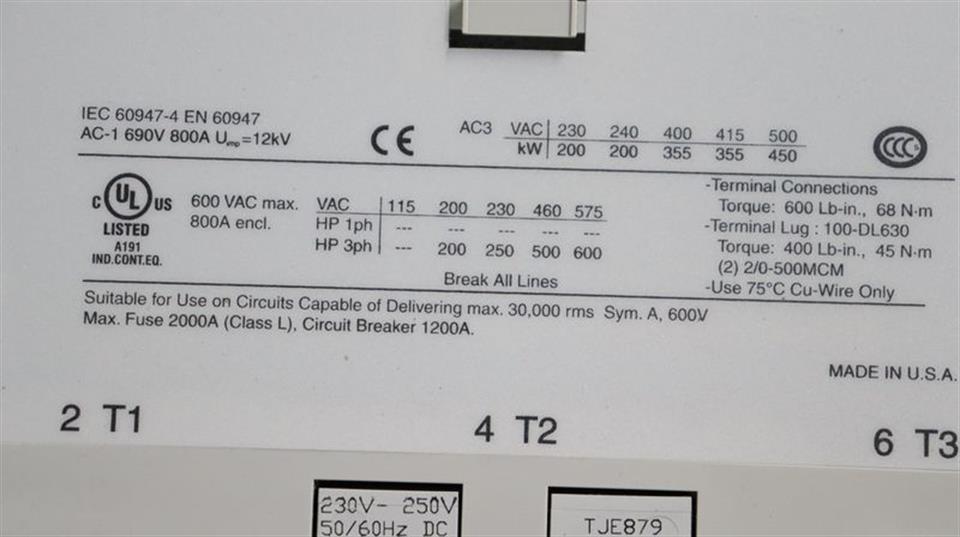 IEC 60947-4 EN 60947
AC-1 690V 800A Uimp=12kV
CE
AC3 VAC 230 240 400 415 500
kW 200 200 355 355 450
CCC S
C UL US
LISTED
A191
IND.CONT.EQ.
600 VAC max.
800A encl.
VAC 115 200 230 460 575
HP 1ph --- --- --- --- ---
HP 3ph --- 200 250 500 600
Break All Lines
-Terminal Connections
Torque: 600 Lb-in., 68 N·m
-Terminal Lug : 100-DL630
Torque: 400 Lb-in., 45 N·m
(2) 2/0-500MCM
-Use 75°C Cu-Wire Only
Suitable for Use on Circuits Capable of Delivering max. 30,000 rms Sym. A, 600V
Max. Fuse 2000A (Class L), Circuit Breaker 1200A.
MADE IN U.S.A.
2 T1
4 T2
6 T3
230V- 250V
50/60Hz DC
TJE879